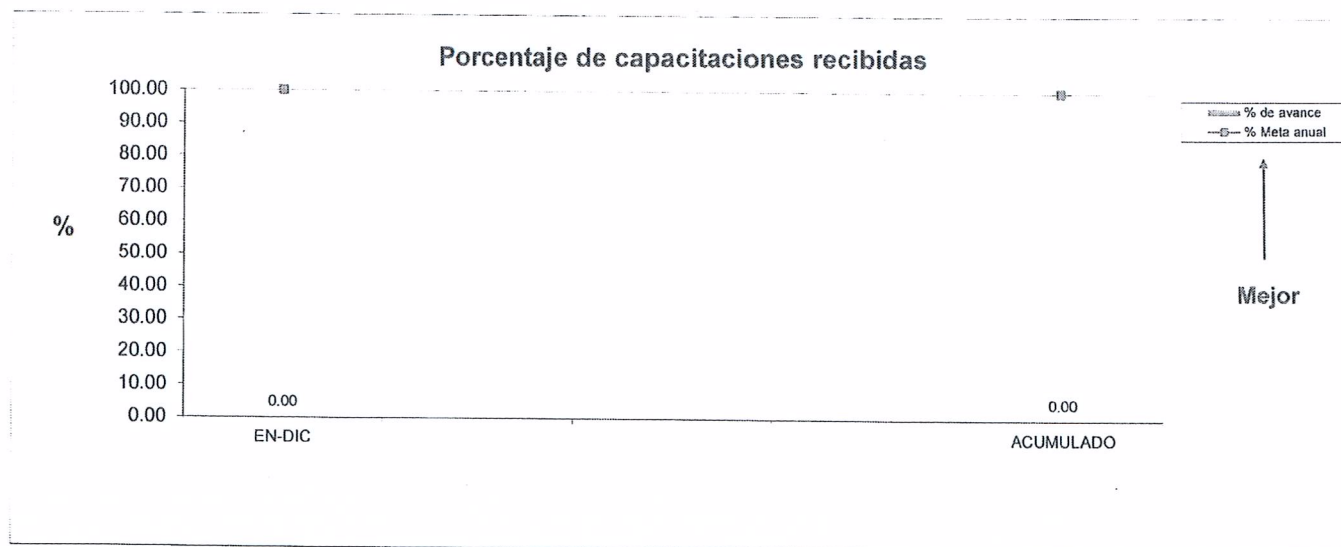 Porcentaje de capacitaciones recibidas
100.00
90.00
80.00
70.00
60.00
50.00
40.00
30.00
20.00
10.00
0.00
%
0.00
0.00
EN-DIC
ACUMULADO
% de avance
% Meta anual
Mejor